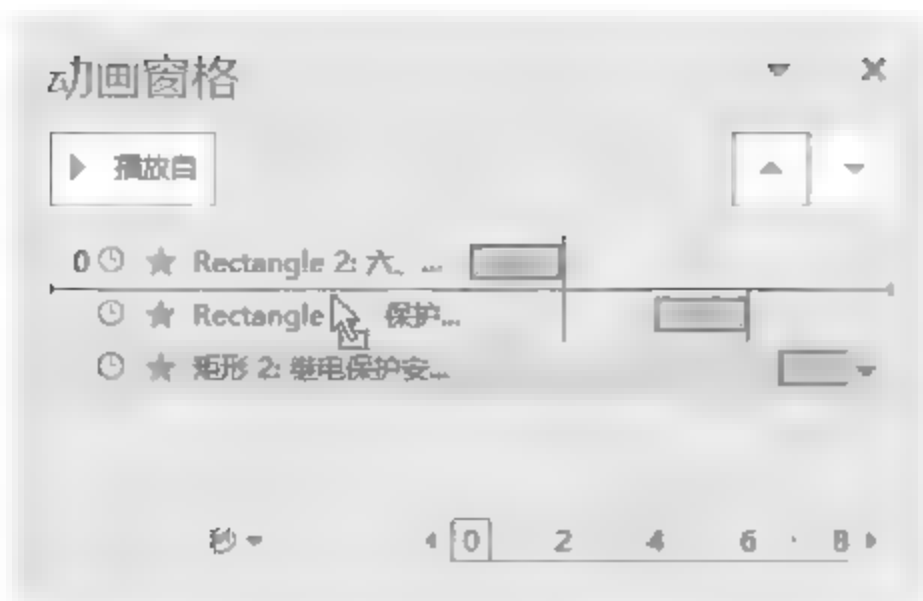 动画窗格
播放自
0 Rectangle 2: 六、...
Rectangle 保护...
矩形 2: 继电保护安...
秒 0 2 4 6 8